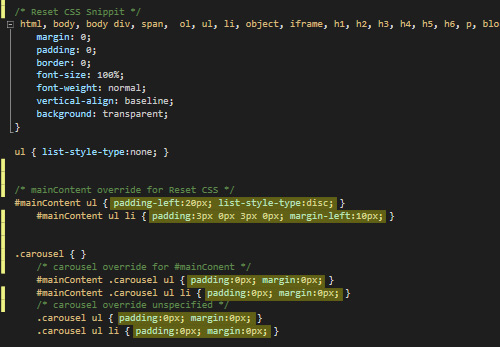 /* Reset CSS Snippit */
html, body, body div, span, ol, ul, li, object, iframe, h1, h2, h3, h4, h5, h6, p, blo
margin: 0;
padding: 0;
border: 0;
font-size: 100%;
font-weight: normal;
vertical-align: baseline;
background: transparent;
}
ul { list-style-type:none; }
/* mainContent override for Reset CSS */
#mainContent ul { padding-left:20px; list-style-type:disc; }
#mainContent ul li { padding:3px 0px 3px 0px; margin-left:10px; }
.carousel { }
/* carousel override for #mainConent */
#mainContent .carousel ul { padding:0px; margin:0px; }
#mainContent .carousel ul li { padding:0px; margin:0px; }
/* carousel override unspecified */
.carousel ul { padding:0px; margin:0px; }
.carousel ul li { padding:0px; margin:0px; }